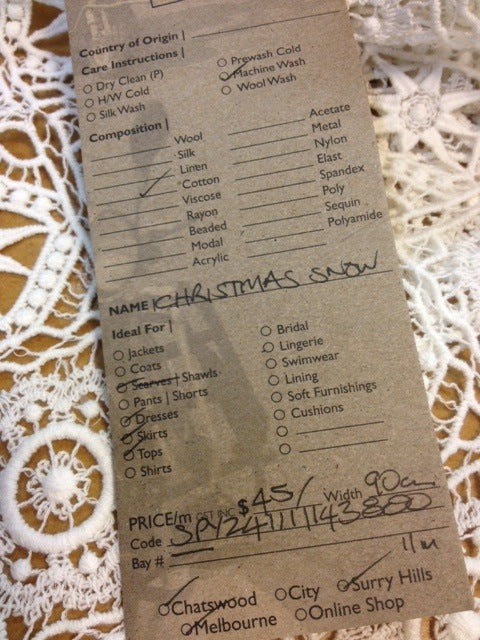 Country of Origin |
Care Instructions |
Dry Clean (P)
H/W Cold
Silk Wash
Prewash Cold
Machine Wash
Wool Wash
Composition |
Wool
Silk
Linen
Cotton
Viscose
Rayon
Beaded
Modal
Acrylic
Acetate
Metal
Nylon
Elast
Spandex
Poly
Sequin
Polyamide
NAME | CHRISTMAS SNOW
Ideal For |
Jackets
Coats
Scarves | Shawls
Pants | Shorts
Dresses
Skirts
Tops
Shirts
Bridal
Lingerie
Swimwear
Lining
Soft Furnishings
Cushions
PRICE/m GST INC $45/ Width 90cm
Code
Bay #
Chatswood City Surry Hills
Melbourne Online Shop